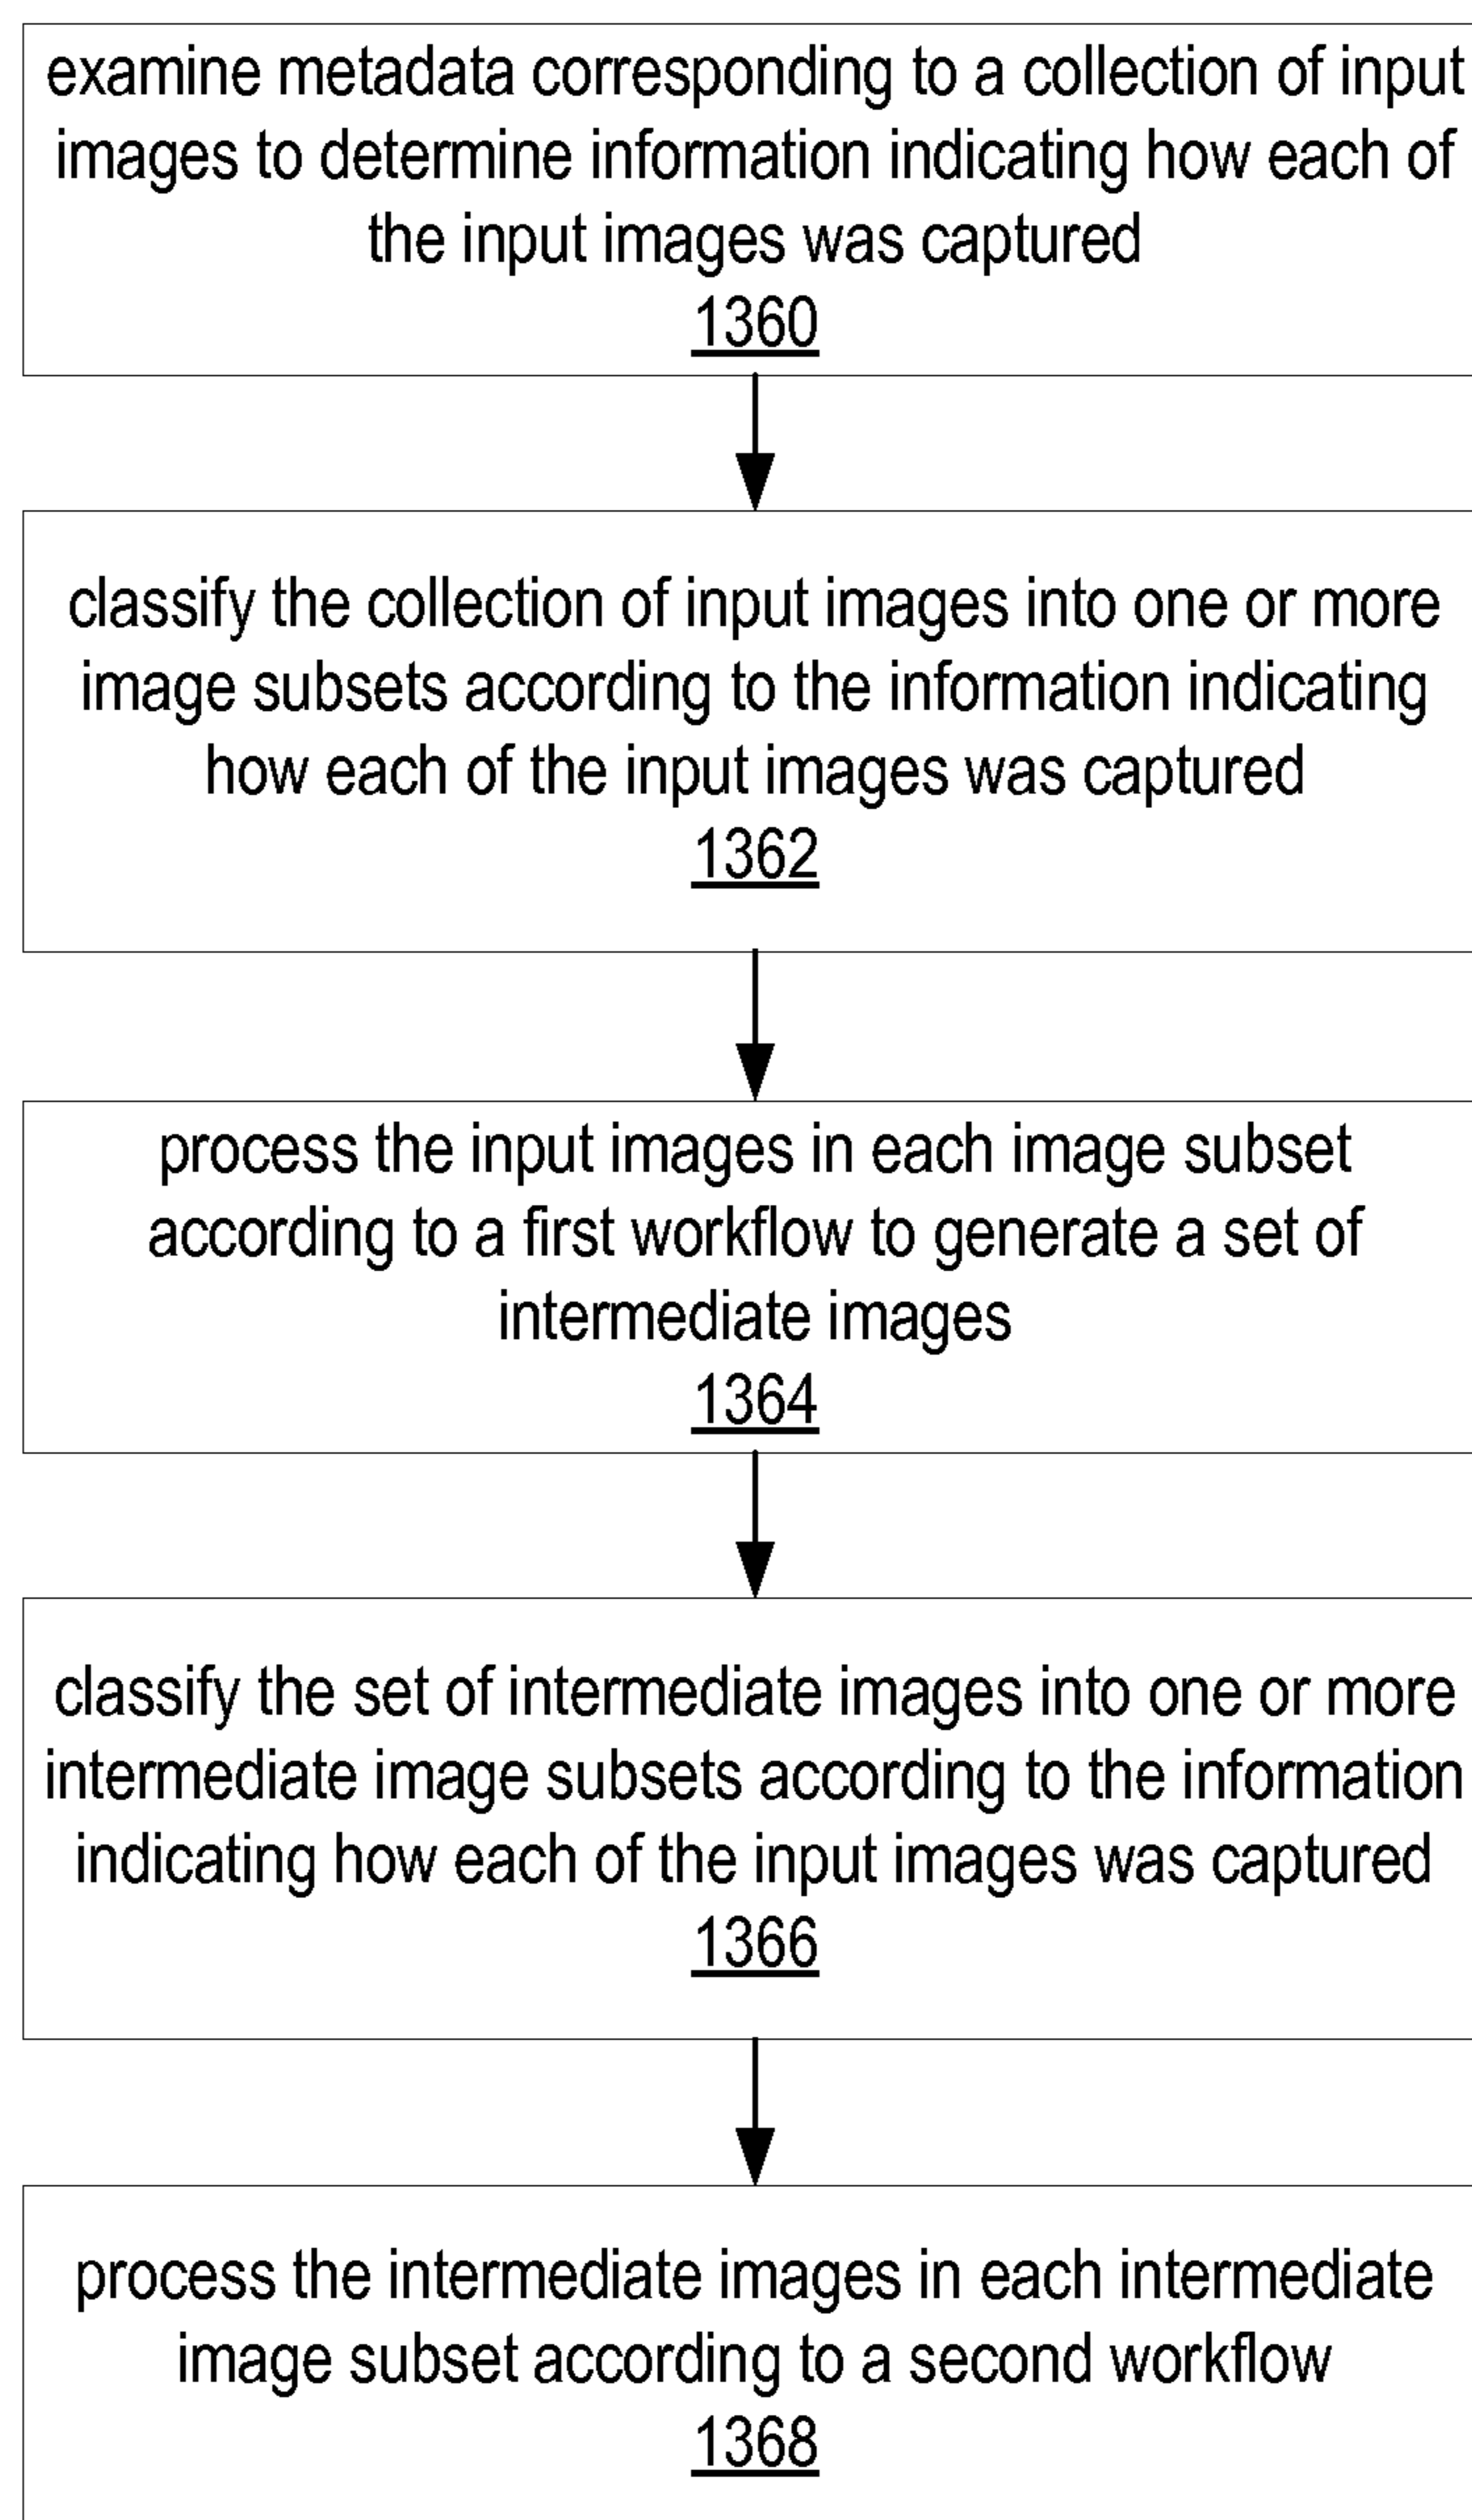 examine metadata corresponding to a collection of input
images to determine information indicating how each of
the input images was captured
1360
classify the collection of input images into one or more
image subsets according to the information indicating
how each of the input images was captured
1362
process the input images in each image subset
according to a first workflow to generate a set of
intermediate images
1364
classify the set of intermediate images into one or more
intermediate image subsets according to the information
indicating how each of the input images was captured
1366
process the intermediate images in each intermediate
image subset according to a second workflow
1368